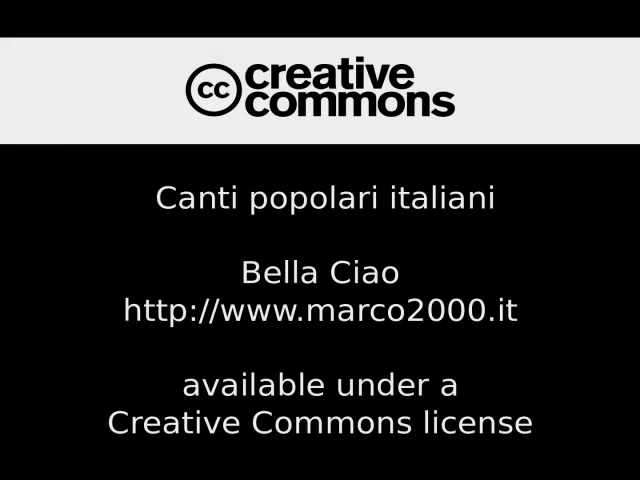 cc creative
commons
Canti popolari italiani
Bella Ciao
http://www.marco2000.it
available under a
Creative Commons license